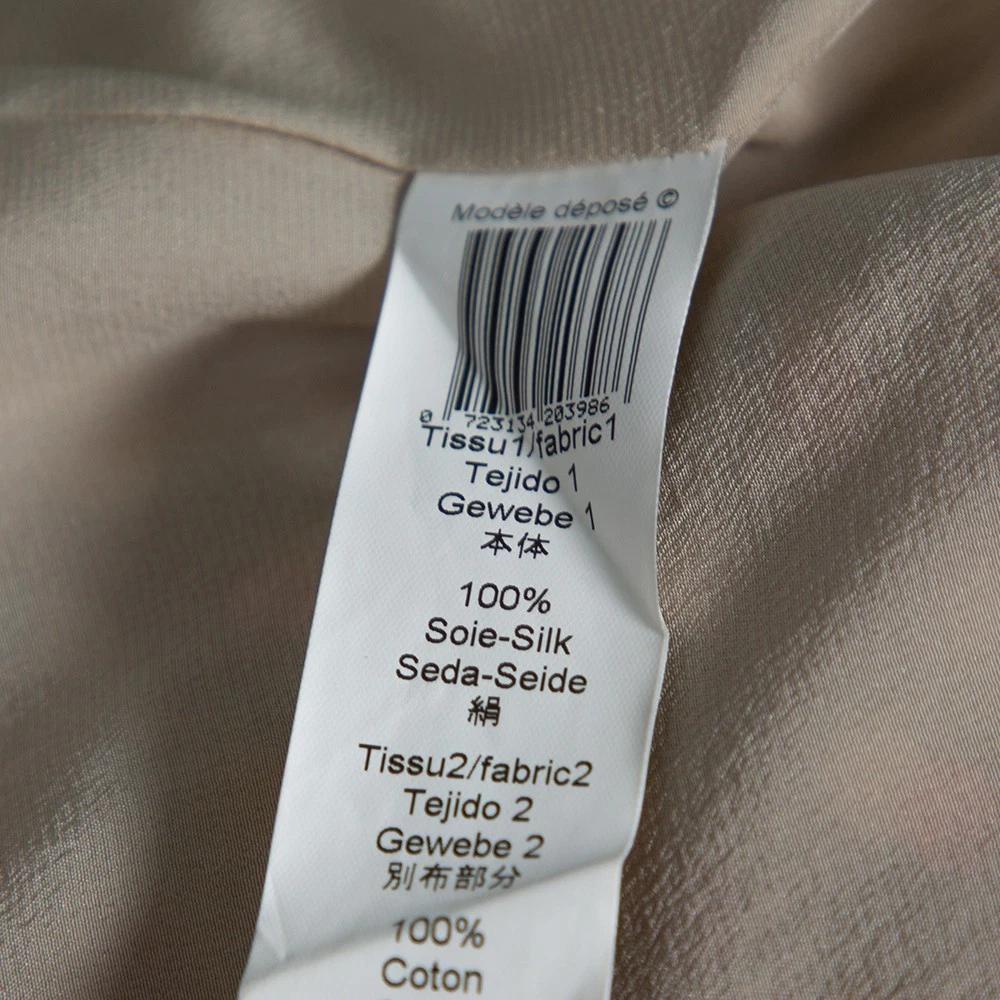 Modèle déposé ©
0 723134 203986
Tissu1/fabric1
Tejido 1
Gewebe 1
本体
100%
Soie-Silk
Seda-Seide
絹
Tissu2/fabric2
Tejido 2
Gewebe 2
別布部分
100%
Coton